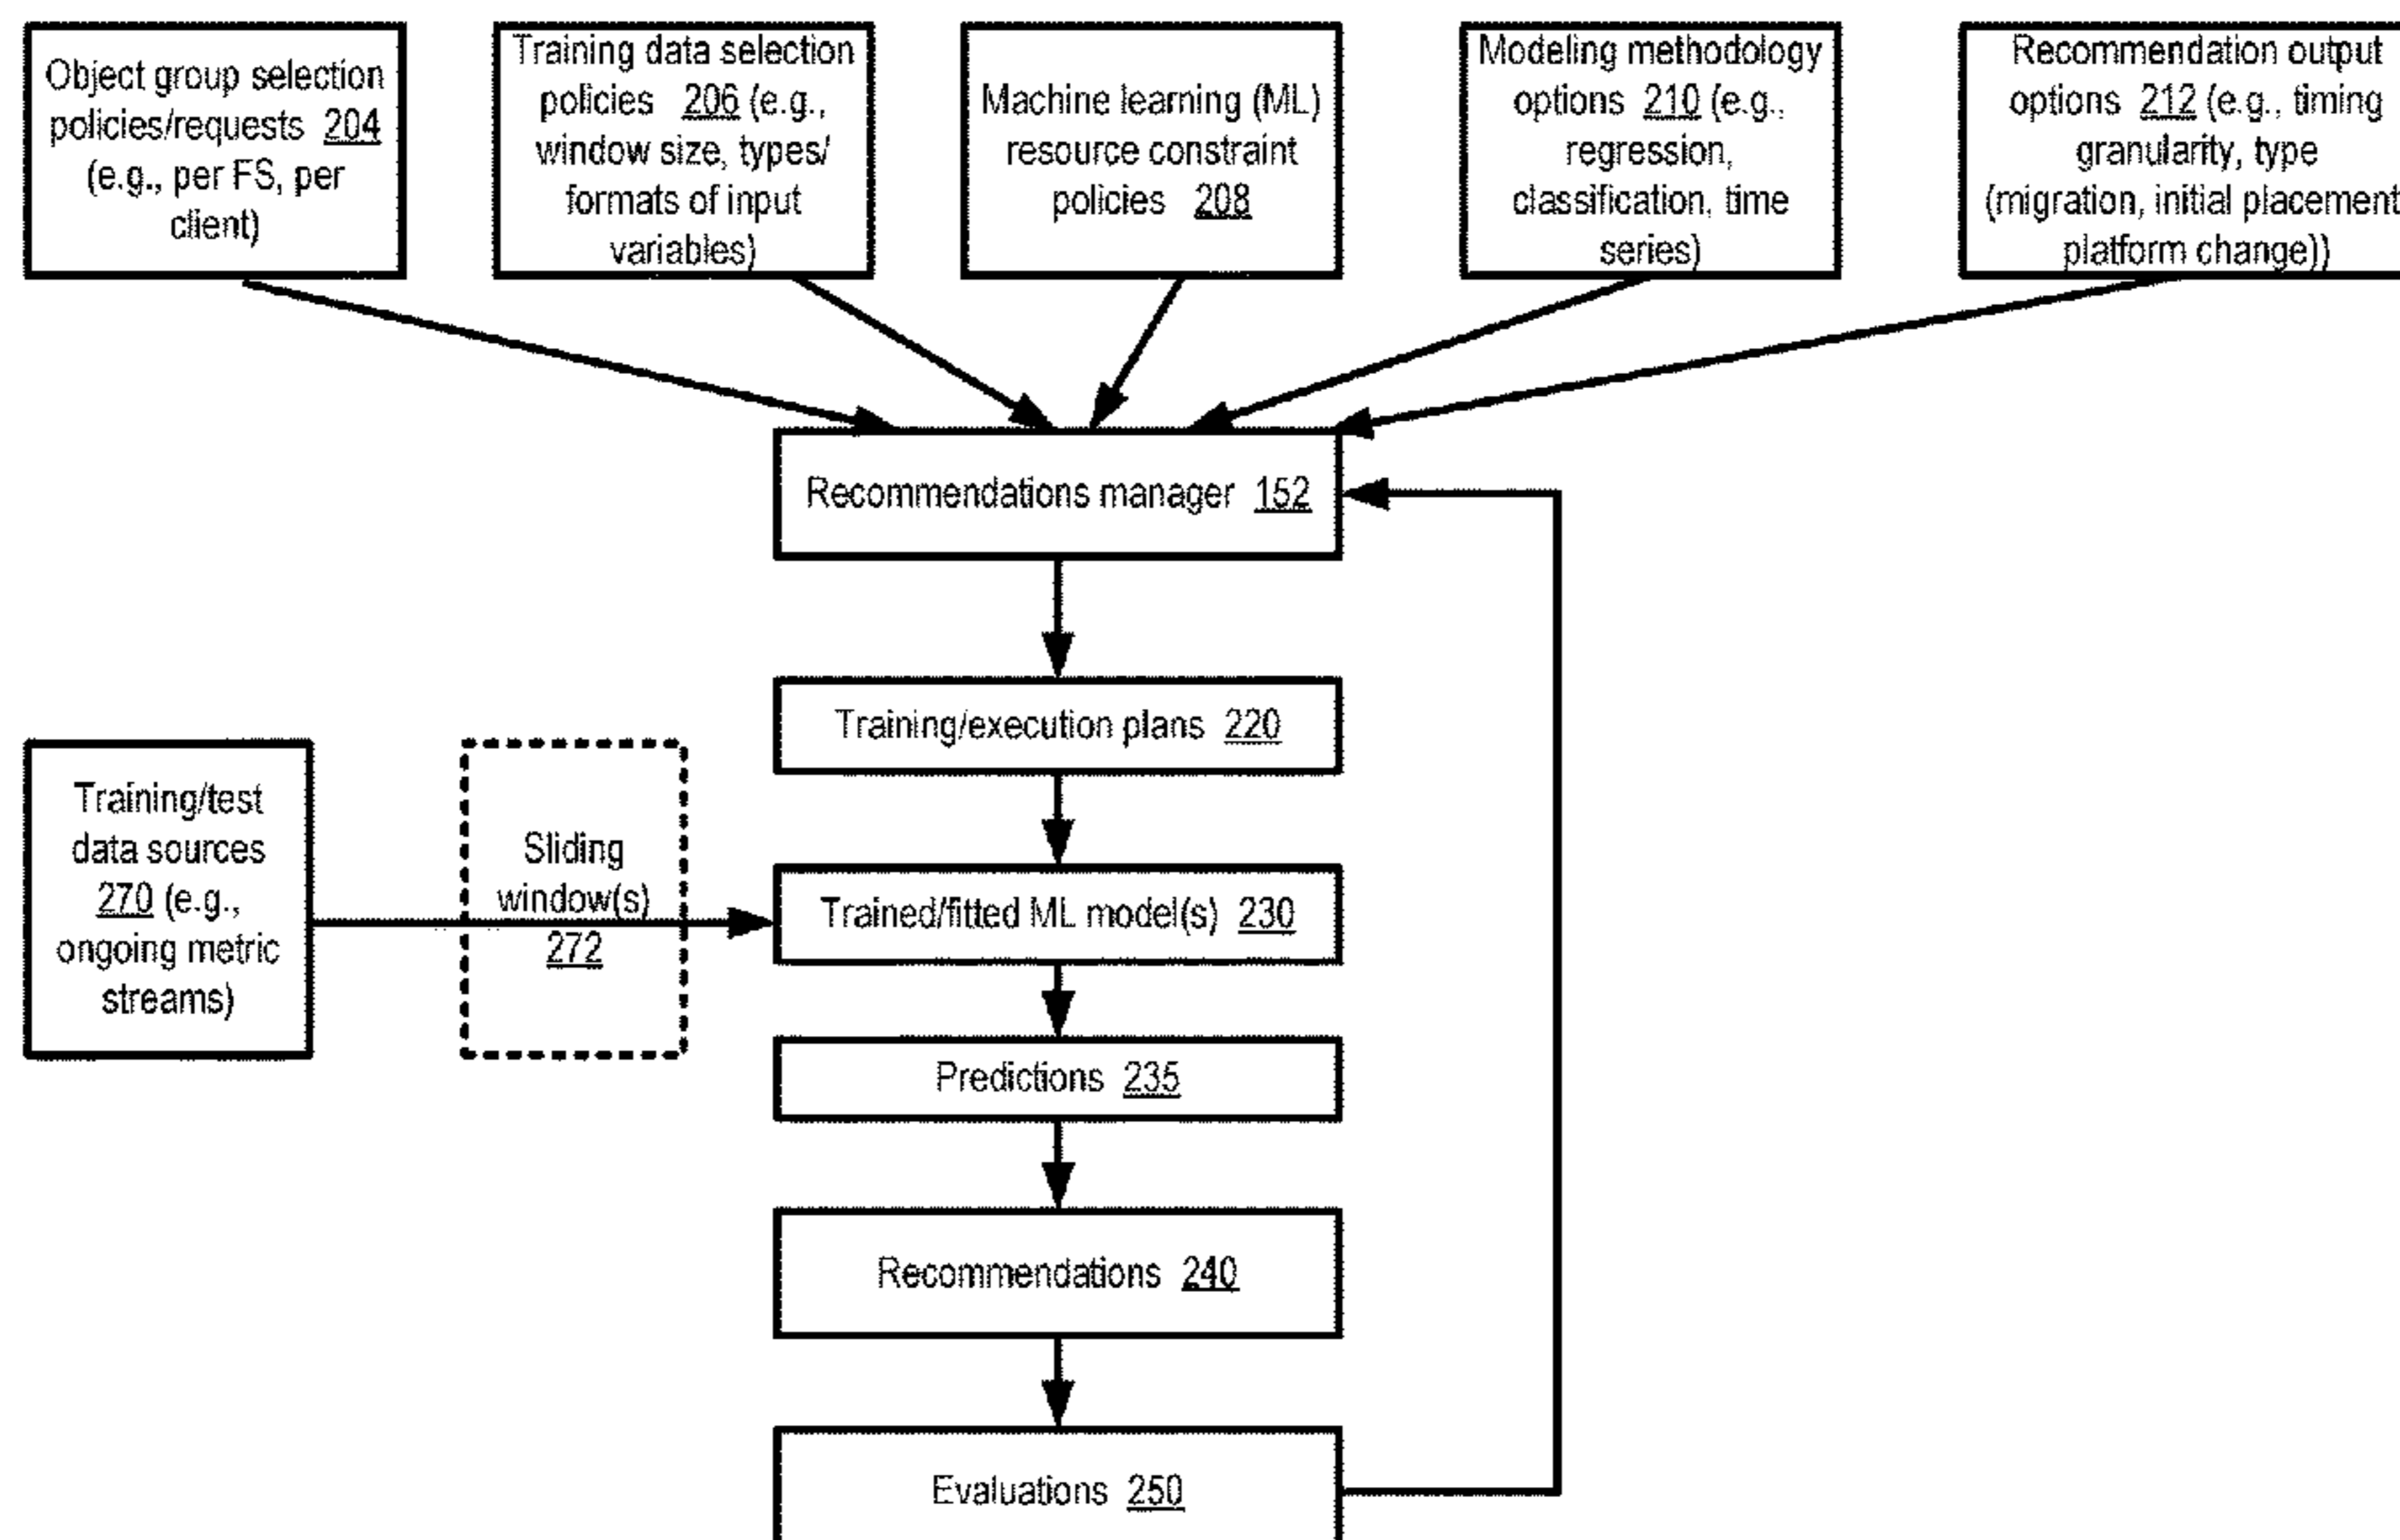 Object group selection
policies/requests 204
(e.g., per FS, per
client)
Training data selection
policies 206 (e.g.,
window size, types/
formats of input
variables)
Machine learning (ML)
resource constraint
policies 208
Modeling methodology
options 210 (e.g.,
regression,
classification, time
series)
Recommendation output
options 212 (e.g., timing
granularity, type
(migration, initial placement
platform change))
Recommendations manager 152
Training/execution plans 220
Training/test
data sources
270 (e.g.,
ongoing metric
streams)
Sliding
window(s)
272
Trained/fitted ML model(s) 230
Predictions 235
Recommendations 240
Evaluations 250